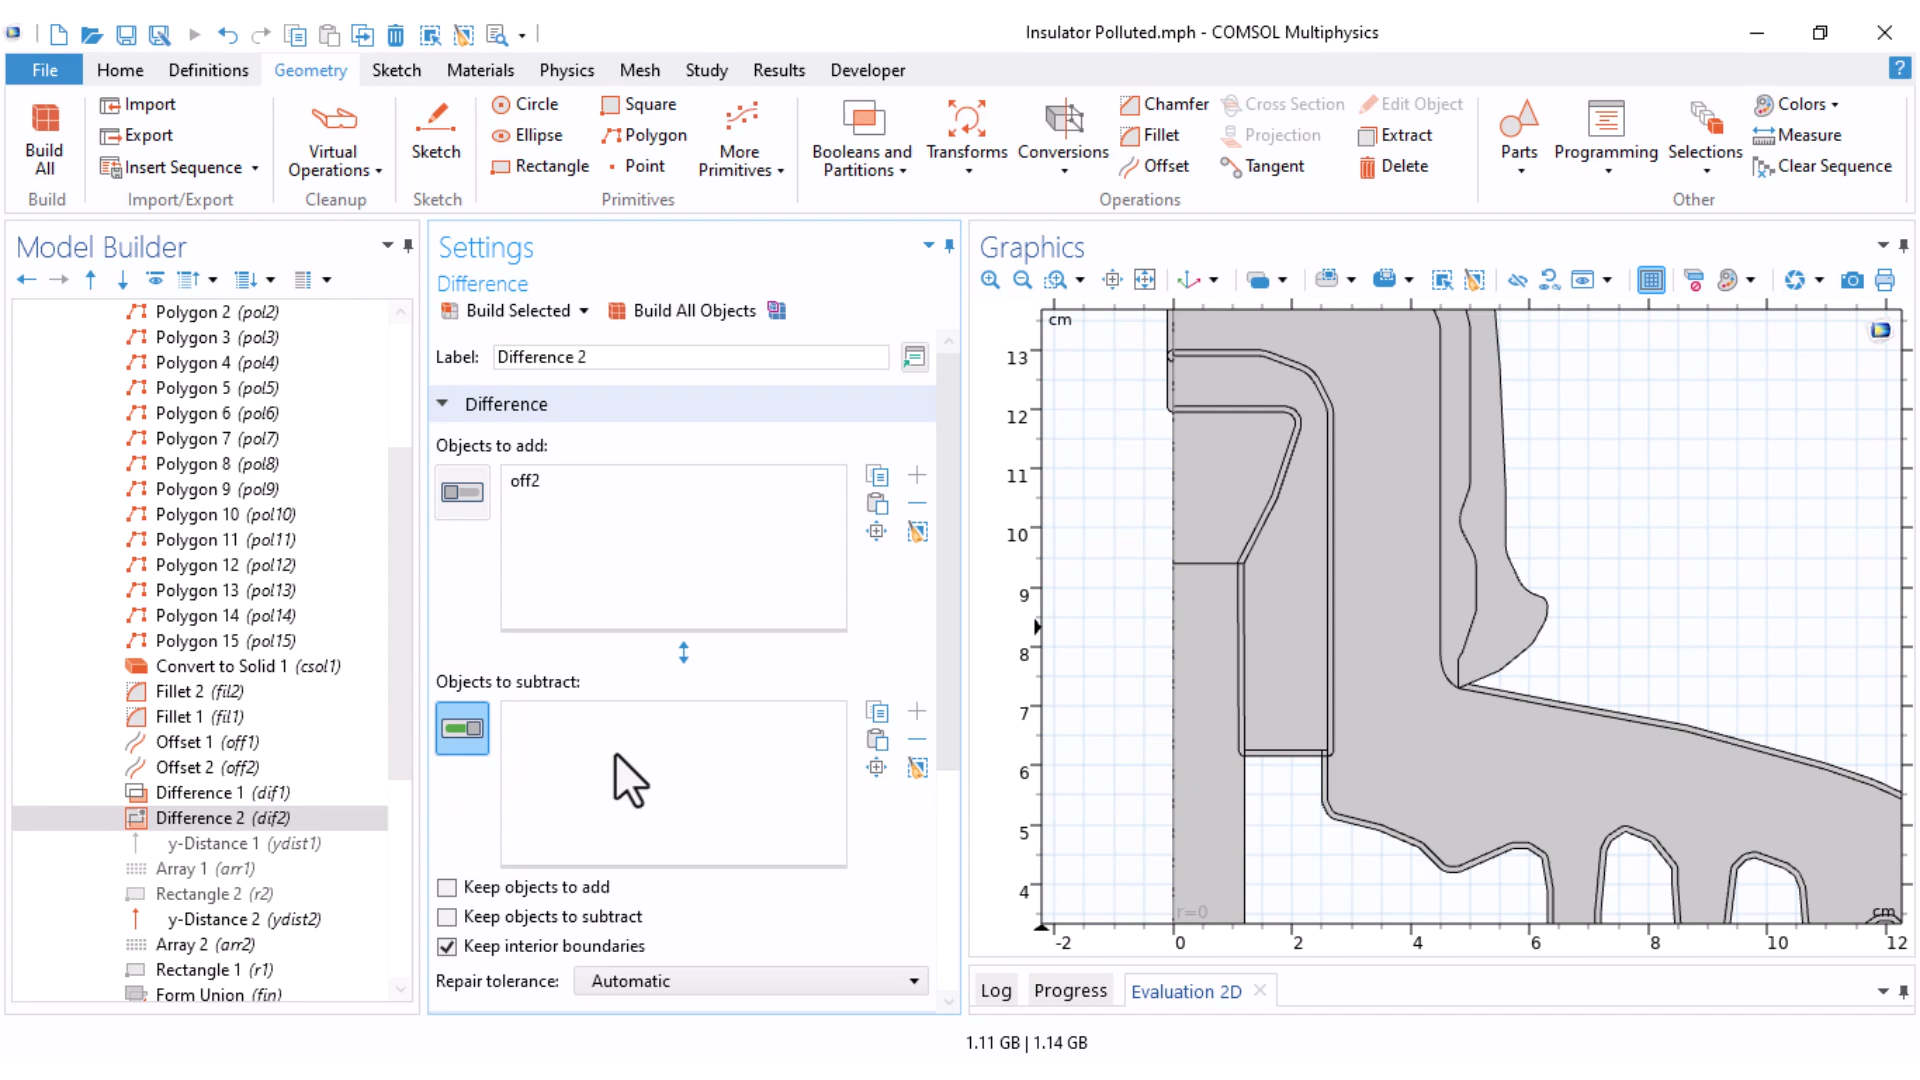 Insulator Polluted.mph - COMSOL Multiphysics
File
Home
Definitions
Geometry
Sketch
Materials
Physics
Mesh
Study
Results
Developer
?
Build All
Import
Export
Insert Sequence
Virtual Operations
Sketch
Circle
Ellipse
Rectangle
Square
Polygon
Point
More Primitives
Booleans and Partitions
Transforms
Conversions
Chamfer
Fillet
Offset
Cross Section
Projection
Tangent
Edit Object
Extract
Delete
Parts
Programming
Selections
Colors
Measure
Clear Sequence
Build
Import/Export
Cleanup
Sketch
Primitives
Operations
Other
Model Builder
Polygon 2 (pol2)
Polygon 3 (pol3)
Polygon 4 (pol4)
Polygon 5 (pol5)
Polygon 6 (pol6)
Polygon 7 (pol7)
Polygon 8 (pol8)
Polygon 9 (pol9)
Polygon 10 (pol10)
Polygon 11 (pol11)
Polygon 12 (pol12)
Polygon 13 (pol13)
Polygon 14 (pol14)
Polygon 15 (pol15)
Convert to Solid 1 (csol1)
Fillet 2 (fil2)
Fillet 1 (fil1)
Offset 1 (off1)
Offset 2 (off2)
Difference 1 (dif1)
Difference 2 (dif2)
y-Distance 1 (ydist1)
Array 1 (arr1)
Rectangle 2 (r2)
y-Distance 2 (ydist2)
Array 2 (arr2)
Rectangle 1 (r1)
Form Union (fin)
Settings
Difference
Build Selected
Build All Objects
Label: Difference 2
Difference
Objects to add:
off2
Objects to subtract:
Keep objects to add
Keep objects to subtract
Keep interior boundaries
Repair tolerance: Automatic
Graphics
cm
13
12
11
10
9
8
7
6
5
4
r=0
cm
-2 0 2 4 6 8 10 12
Log
Progress
Evaluation 2D
1.11 GB | 1.14 GB